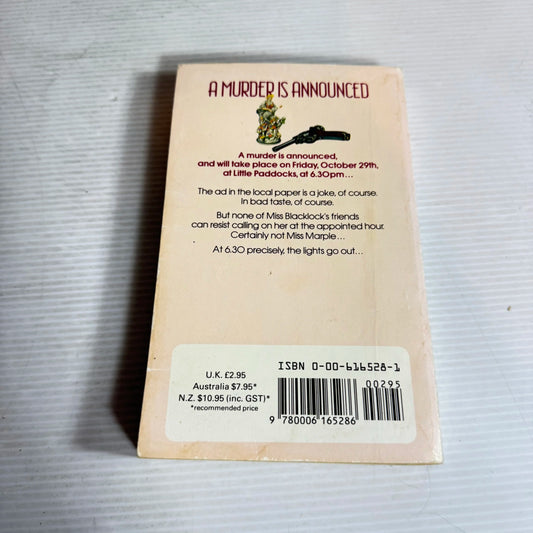 A MURDER IS ANNOUNCED
A murder is announced,
and will take place on Friday, October 29th,
at Little Paddocks, at 6.30pm...
The ad in the local paper is a joke, of course.
In bad taste, of course.
But none of Miss Blacklock's friends
can resist calling on her at the appointed hour.
Certainly not Miss Marple...
At 6.30 precisely, the lights go out...
U.K. £2.95
Australia $7.95*
N.Z. $10.95 (inc. GST)*
*recommended price
ISBN 0-00-616528-1
00295
9 780006 165286